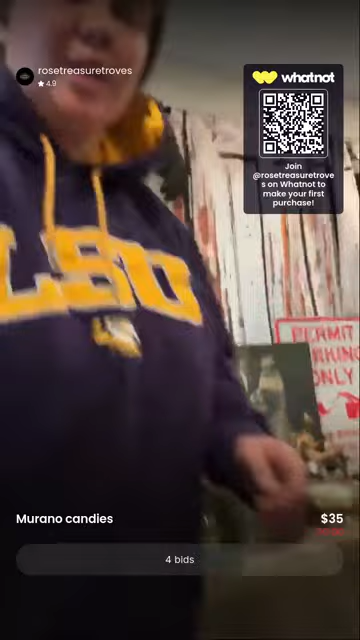 rosetreasuretroves
4.9
whatnot
Join
@rosetreasuretrove
s on Whatnot to
make your first
purchase!
LSU
PERMIT
RKING
ONLY
Murano candies
$35
4 bids